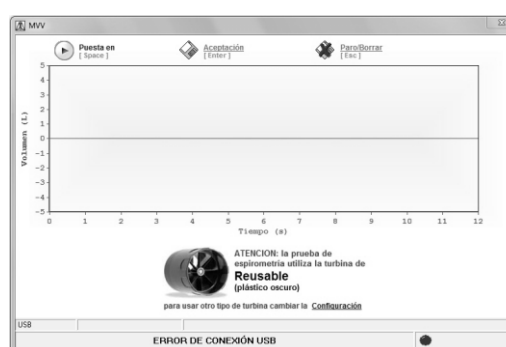 MVV
Puesta en
[ Space ]
Aceptación
[ Enter ]
Paro/Borrar
[ Esc ]
5
4
3
2
1
0
-1
-2
-3
-4
-5
Volumen (L)
0 1 2 3 4 5 6 7 8 9 10 11 12
Tiempo (s)
ATENCION: la prueba de
espirometría utiliza la turbina de
Reusable
(plástico oscuro)
para usar otro tipo de turbina cambiar la Configuración
USB
ERROR DE CONEXIÓN USB